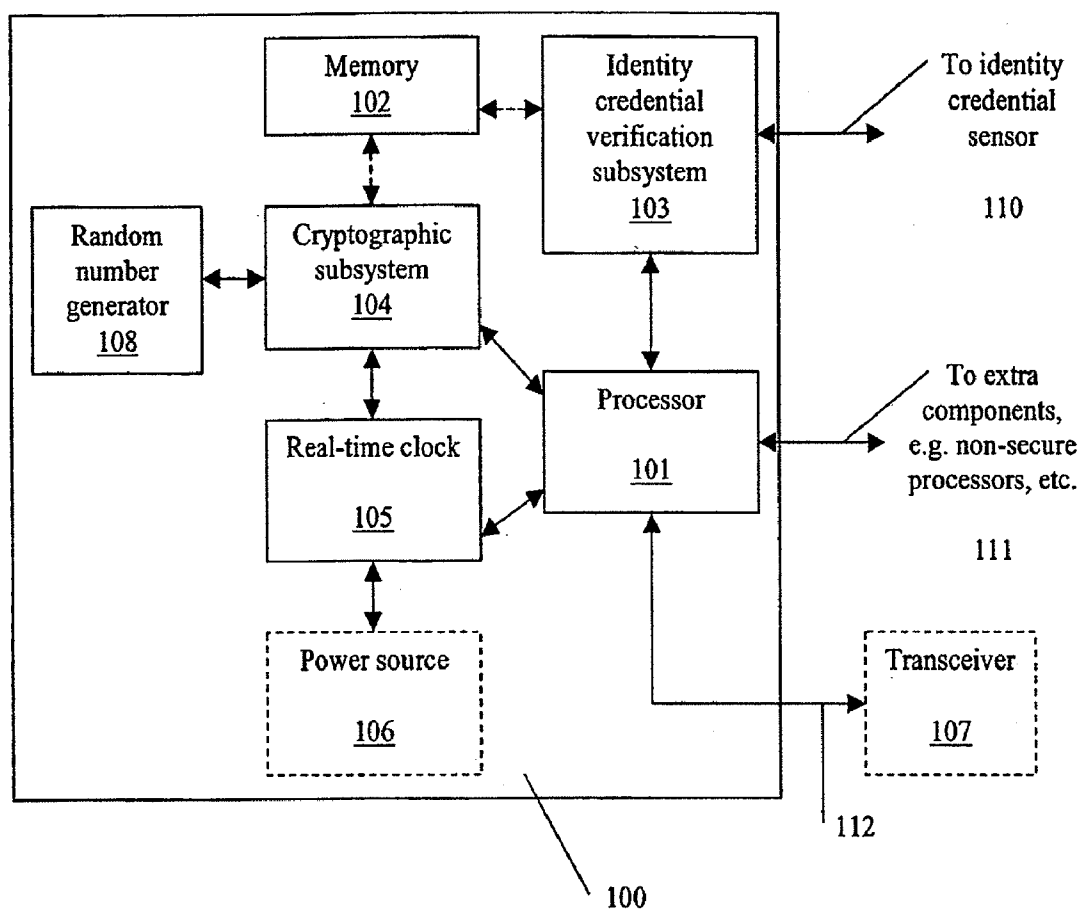 Memory
102
Identity
credential
verification
subsystem
103
To identity
credential
sensor
110
Random
number
generator
108
Cryptographic
subsystem
104
Processor
101
To extra
components,
e.g. non-secure
processors, etc.
111
Real-time clock
105
Power source
106
Transceiver
107
112
100